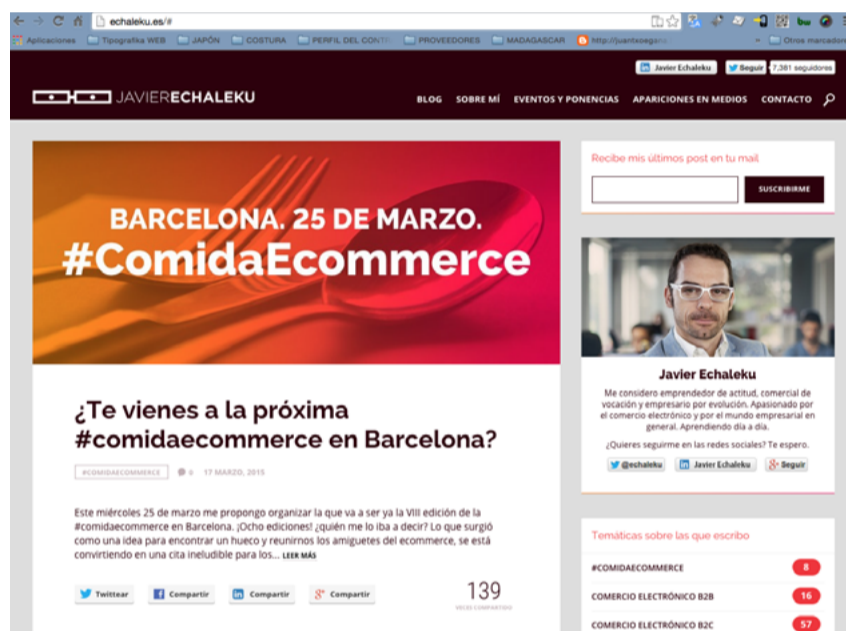 echaleku.es/#
Aplicaciones Tipografika WEB JAPÓN COSTURA PERFIL DEL CONT PROVEEDORES MADAGASCAR Otros marcador
Javier Echaleku Seguir 7.381 seguidores
JAVIERECHALEKU
BLOG SOBRE MÍ EVENTOS Y PONENCIAS APARICIONES EN MEDIOS CONTACTO
BARCELONA. 25 DE MARZO.
#ComidaEcommerce
¿Te vienes a la próxima
#comidaecommerce en Barcelona?
#COMIDAECOMMERCE 0 17 MARZO, 2015
Este miércoles 25 de marzo me propongo organizar la que va a ser ya la VIII edición de la
#comidaecommerce en Barcelona. ¡Ocho ediciones! ¿quién me lo iba a decir? Lo que surgió
como una idea para encontrar un hueco y reunirnos los amiguetes del ecommerce, se está
convirtiendo en una cita ineludible para los... LEER MÁS
Twittear Compartir Compartir Compartir
139
VECES COMPARTIDO
Recibe mis últimos post en tu mail
SUSCRIBIRME
Javier Echaleku
Me considero emprendedor de actitud, comercial de
vocación y empresario por evolución. Apasionado por
el comercio electrónico y por el mundo empresarial en
general. Aprendiendo día a día.
¿Quieres seguirme en las redes sociales? Te espero.
@echaleku Javier Echaleku Seguir
Temáticas sobre las que escribo
#COMIDAECOMMERCE 8
COMERCIO ELECTRÓNICO B2B 16
COMERCIO ELECTRÓNICO B2C 57